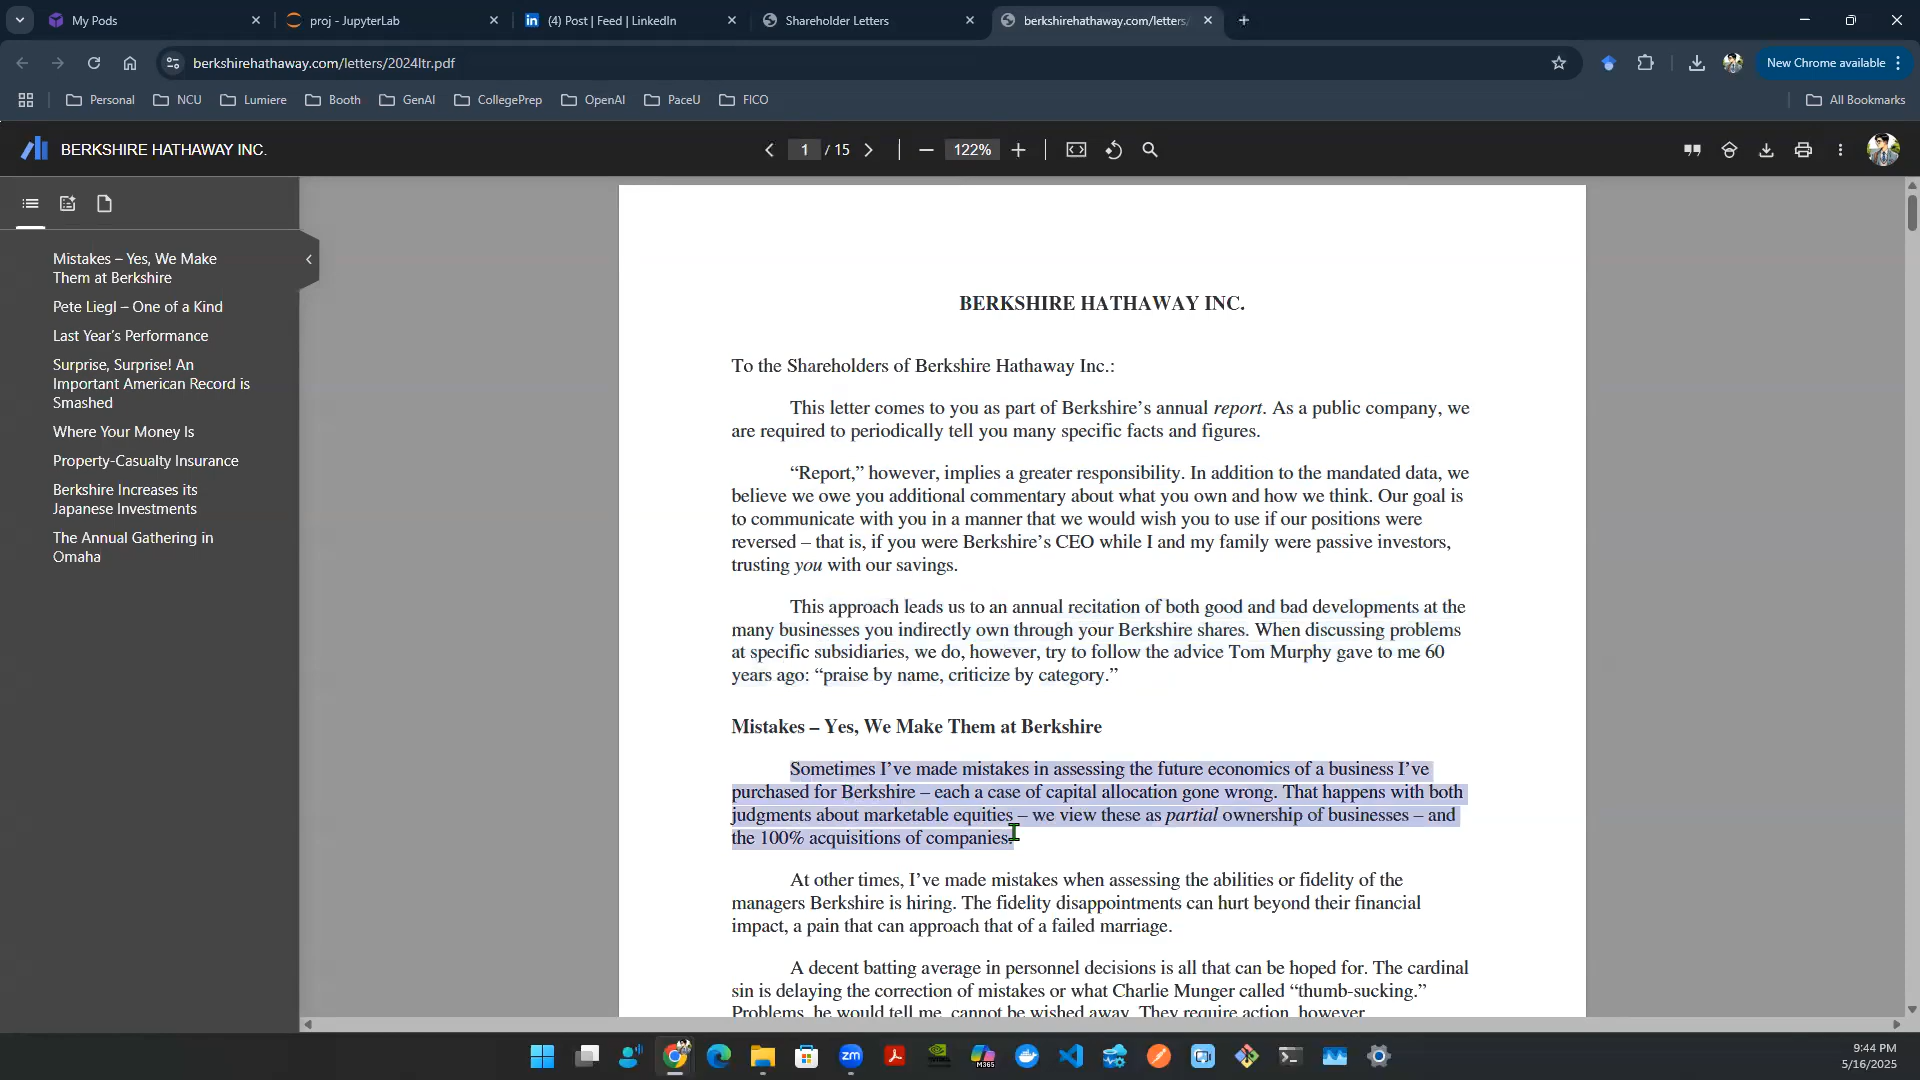 My Pods
proj - JupyterLab
(4) Post | Feed | LinkedIn
Shareholder Letters
berkshirehathaway.com/letters/
berkshirehathaway.com/letters/2024ltr.pdf
New Chrome available
Personal
NCU
Lumiere
Booth
GenAI
CollegePrep
OpenAI
PaceU
FICO
All Bookmarks
BERKSHIRE HATHAWAY INC.
1 / 15
122%
Mistakes – Yes, We Make
Them at Berkshire
Pete Liegl – One of a Kind
Last Year's Performance
Surprise, Surprise! An
Important American Record is
Smashed
Where Your Money Is
Property-Casualty Insurance
Berkshire Increases its
Japanese Investments
The Annual Gathering in
Omaha
BERKSHIRE HATHAWAY INC.
To the Shareholders of Berkshire Hathaway Inc.:
This letter comes to you as part of Berkshire's annual report. As a public company, we
are required to periodically tell you many specific facts and figures.
“Report,” however, implies a greater responsibility. In addition to the mandated data, we
believe we owe you additional commentary about what you own and how we think. Our goal is
to communicate with you in a manner that we would wish you to use if our positions were
reversed – that is, if you were Berkshire's CEO while I and my family were passive investors,
trusting you with our savings.
This approach leads us to an annual recitation of both good and bad developments at the
many businesses you indirectly own through your Berkshire shares. When discussing problems
at specific subsidiaries, we do, however, try to follow the advice Tom Murphy gave to me 60
years ago: “praise by name, criticize by category.”
Mistakes – Yes, We Make Them at Berkshire
Sometimes I've made mistakes in assessing the future economics of a business I've
purchased for Berkshire – each a case of capital allocation gone wrong. That happens with both
judgments about marketable equities – we view these as partial ownership of businesses – and
the 100% acquisitions of companies.
At other times, I've made mistakes when assessing the abilities or fidelity of the
managers Berkshire is hiring. The fidelity disappointments can hurt beyond their financial
impact, a pain that can approach that of a failed marriage.
A decent batting average in personnel decisions is all that can be hoped for. The cardinal
sin is delaying the correction of mistakes or what Charlie Munger called “thumb-sucking.”
Problems, he would tell me, cannot be wished away. They require action, however
zm
M365
9:44 PM
5/16/2025